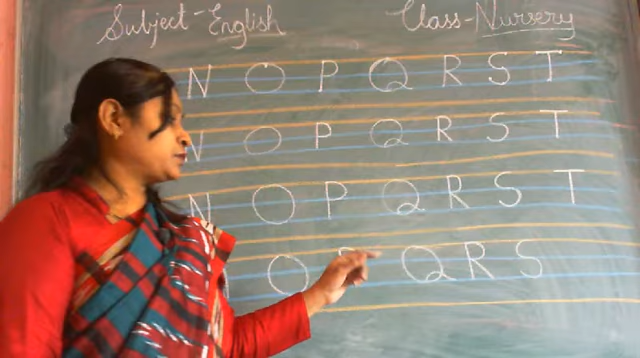 Subject-English
Class-Nursery
N O P Q R S T
N O P Q R S T
N O P Q R S T
O P Q R S